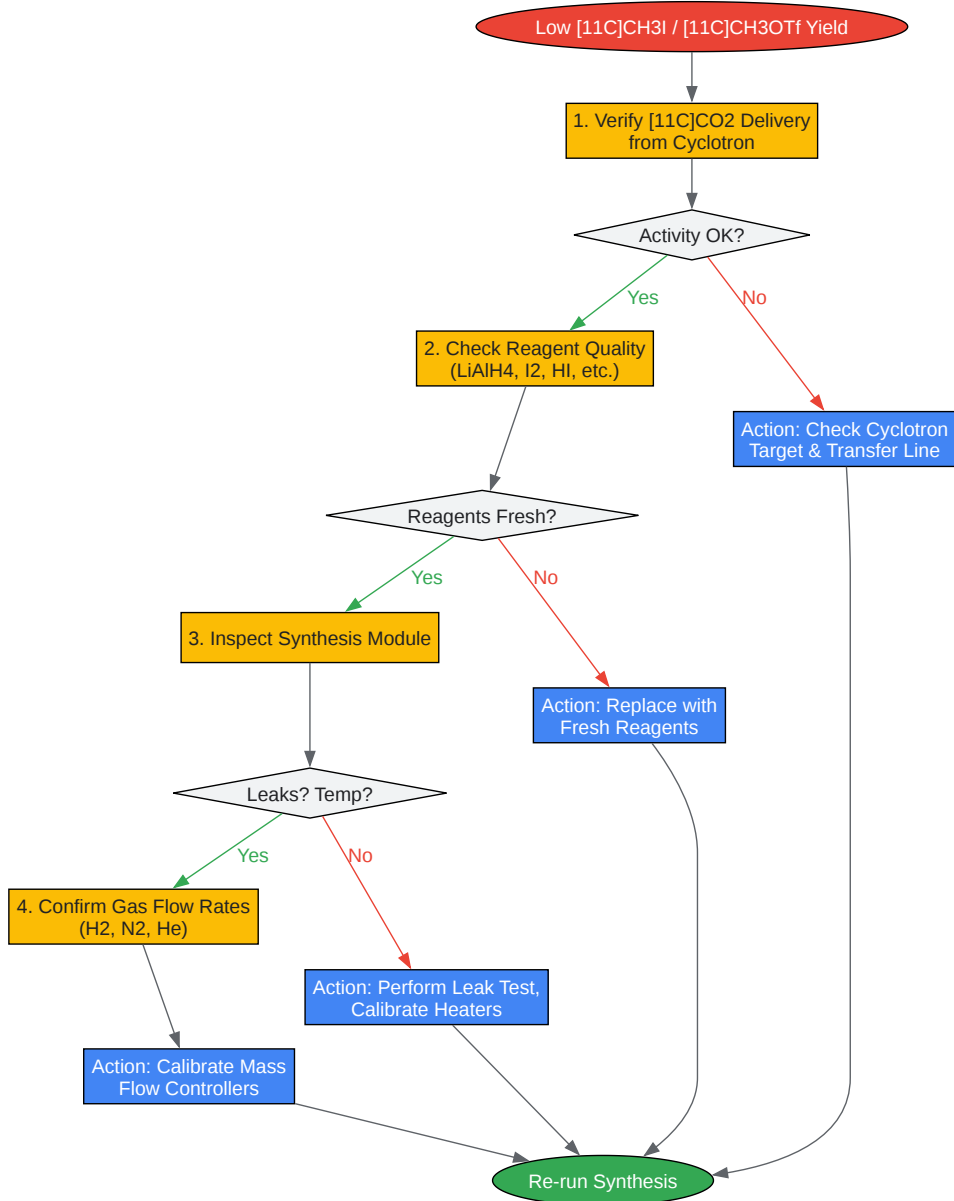 Low [11C]CH3I / [11C]CH3OTf Yield
1. Verify [11C]CO2 Delivery
from Cyclotron
Activity OK?
Yes
No
2. Check Reagent Quality
(LiAlH4, I2, HI, etc.)
Action: Check Cyclotron
Target & Transfer Line
Reagents Fresh?
Yes
No
3. Inspect Synthesis Module
Action: Replace with
Fresh Reagents
Leaks? Temp?
Yes
No
4. Confirm Gas Flow Rates
(H2, N2, He)
Action: Perform Leak Test,
Calibrate Heaters
Action: Calibrate Mass
Flow Controllers
Re-run Synthesis